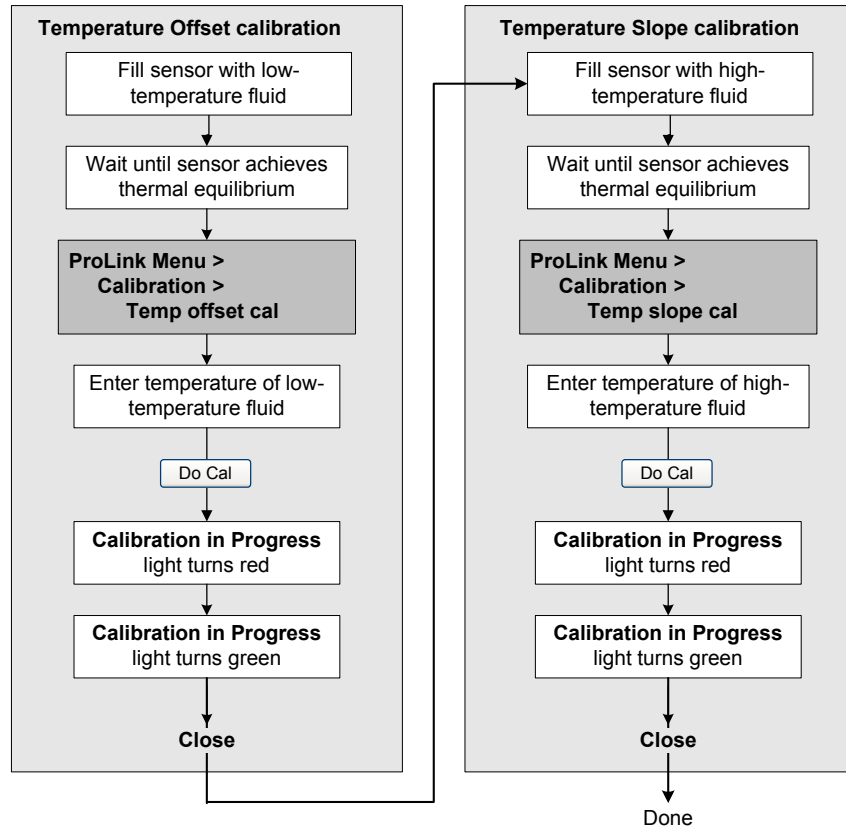 Temperature Offset calibration
Fill sensor with low-
temperature fluid
Wait until sensor achieves
thermal equilibrium
ProLink Menu >
Calibration >
Temp offset cal
Enter temperature of low-
temperature fluid
Do Cal
Calibration in Progress
light turns red
Calibration in Progress
light turns green
Close
Temperature Slope calibration
Fill sensor with high-
temperature fluid
Wait until sensor achieves
thermal equilibrium
ProLink Menu >
Calibration >
Temp slope cal
Enter temperature of high-
temperature fluid
Do Cal
Calibration in Progress
light turns red
Calibration in Progress
light turns green
Close
Done